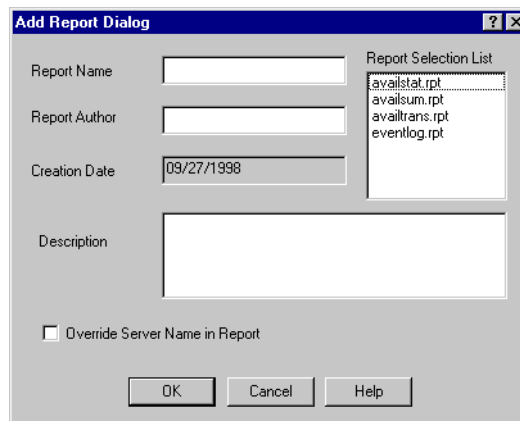 Add Report Dialog
Report Name
Report Selection List
availstat.rpt
availsum.rpt
availtrans.rpt
eventlog.rpt
Report Author
Creation Date
09/27/1998
Description
Override Server Name in Report
OK
Cancel
Help